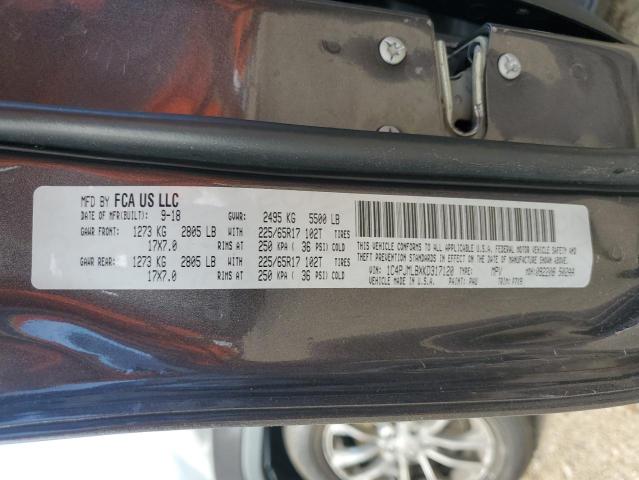 MFD BY FCA US LLC
DATE OF MFR(BUILT): 9-18 GVWR: 2495 KG 5500 LB
GAWR FRONT: 1273 KG 2805 LB WITH 225/65R17 102T TIRES
17X7.0 RIMS AT 250 KPA ( 36 PSI) COLD
GAWR REAR: 1273 KG 2805 LB WITH 225/65R17 102T TIRES
17X7.0 RIMS AT 250 KPA ( 36 PSI) COLD
THIS VEHICLE CONFORMS TO ALL APPLICABLE U.S.A. FEDERAL MOTOR VEHICLE SAFETY AND
THEFT PREVENTION STANDARDS IN EFFECT ON THE DATE OF MANUFACTURE SHOWN ABOVE.
VIN: 1C4PJMLBXKD317120 TYPE: MPV MDH:092208
VEHICLE MADE IN U.S.A. PAINT: PAU TRIM: